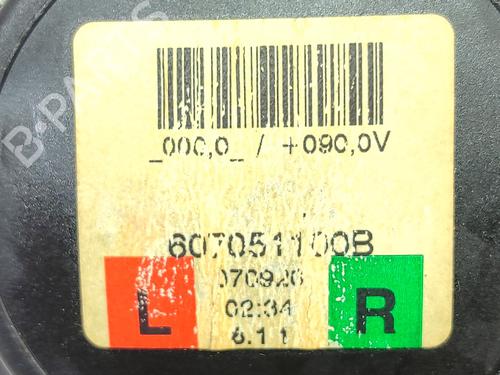 _000,0_ / +090,0V
607051100B
070926
02:34
6.1 1
L
R
B-PARTS